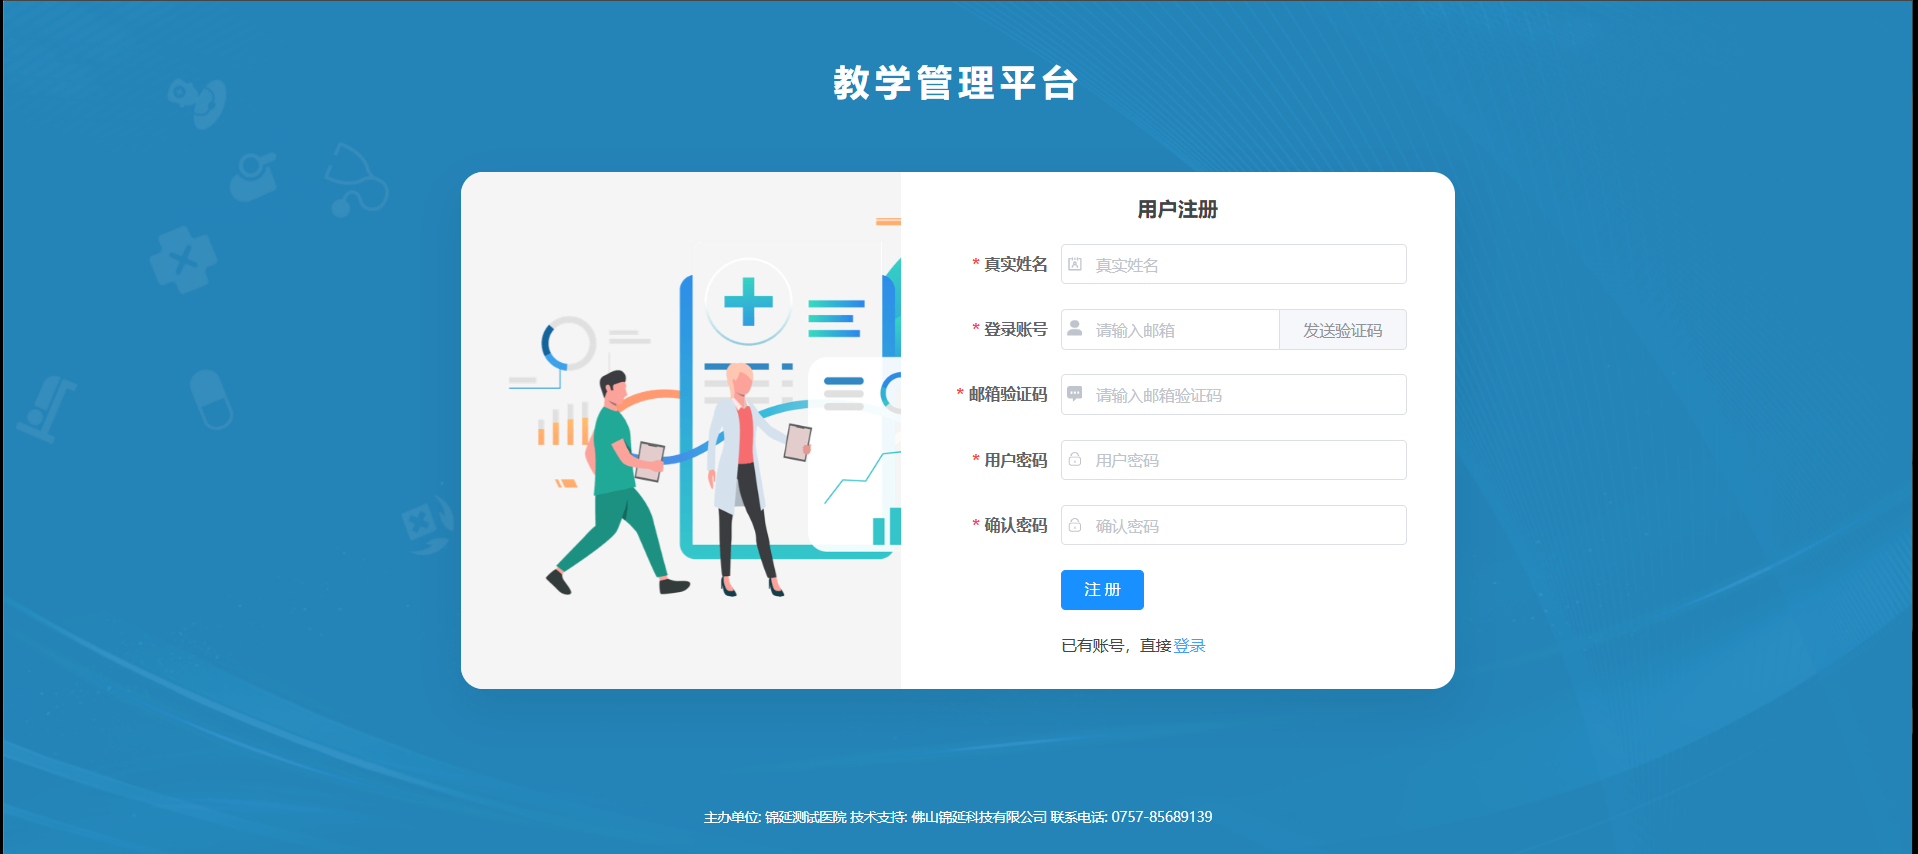 教学管理平台
用户注册
* 真实姓名 真实姓名
* 登录账号 请输入邮箱 发送验证码
* 邮箱验证码 请输入邮箱验证码
* 用户密码 用户密码
* 确认密码 确认密码
注 册
已有账号，直接登录
主办单位: 锦延测试医院 技术支持: 佛山锦延科技有限公司 联系电话: 0757-85689139